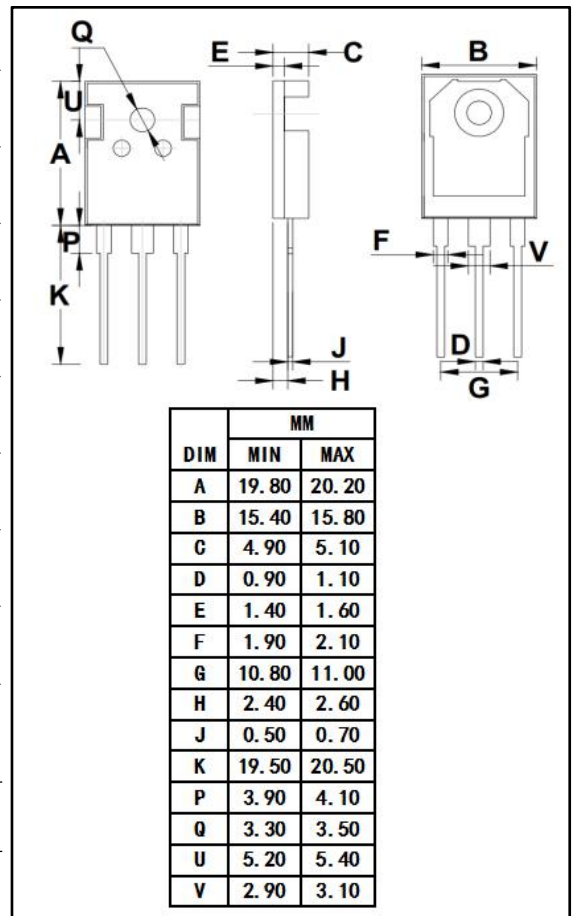 Q
E C B
U
A
P
K
F V
J
D
H G
MM
DIM MIN MAX
A 19.80 20.20
B 15.40 15.80
C 4.90 5.10
D 0.90 1.10
E 1.40 1.60
F 1.90 2.10
G 10.80 11.00
H 2.40 2.60
J 0.50 0.70
K 19.50 20.50
P 3.90 4.10
Q 3.30 3.50
U 5.20 5.40
V 2.90 3.10